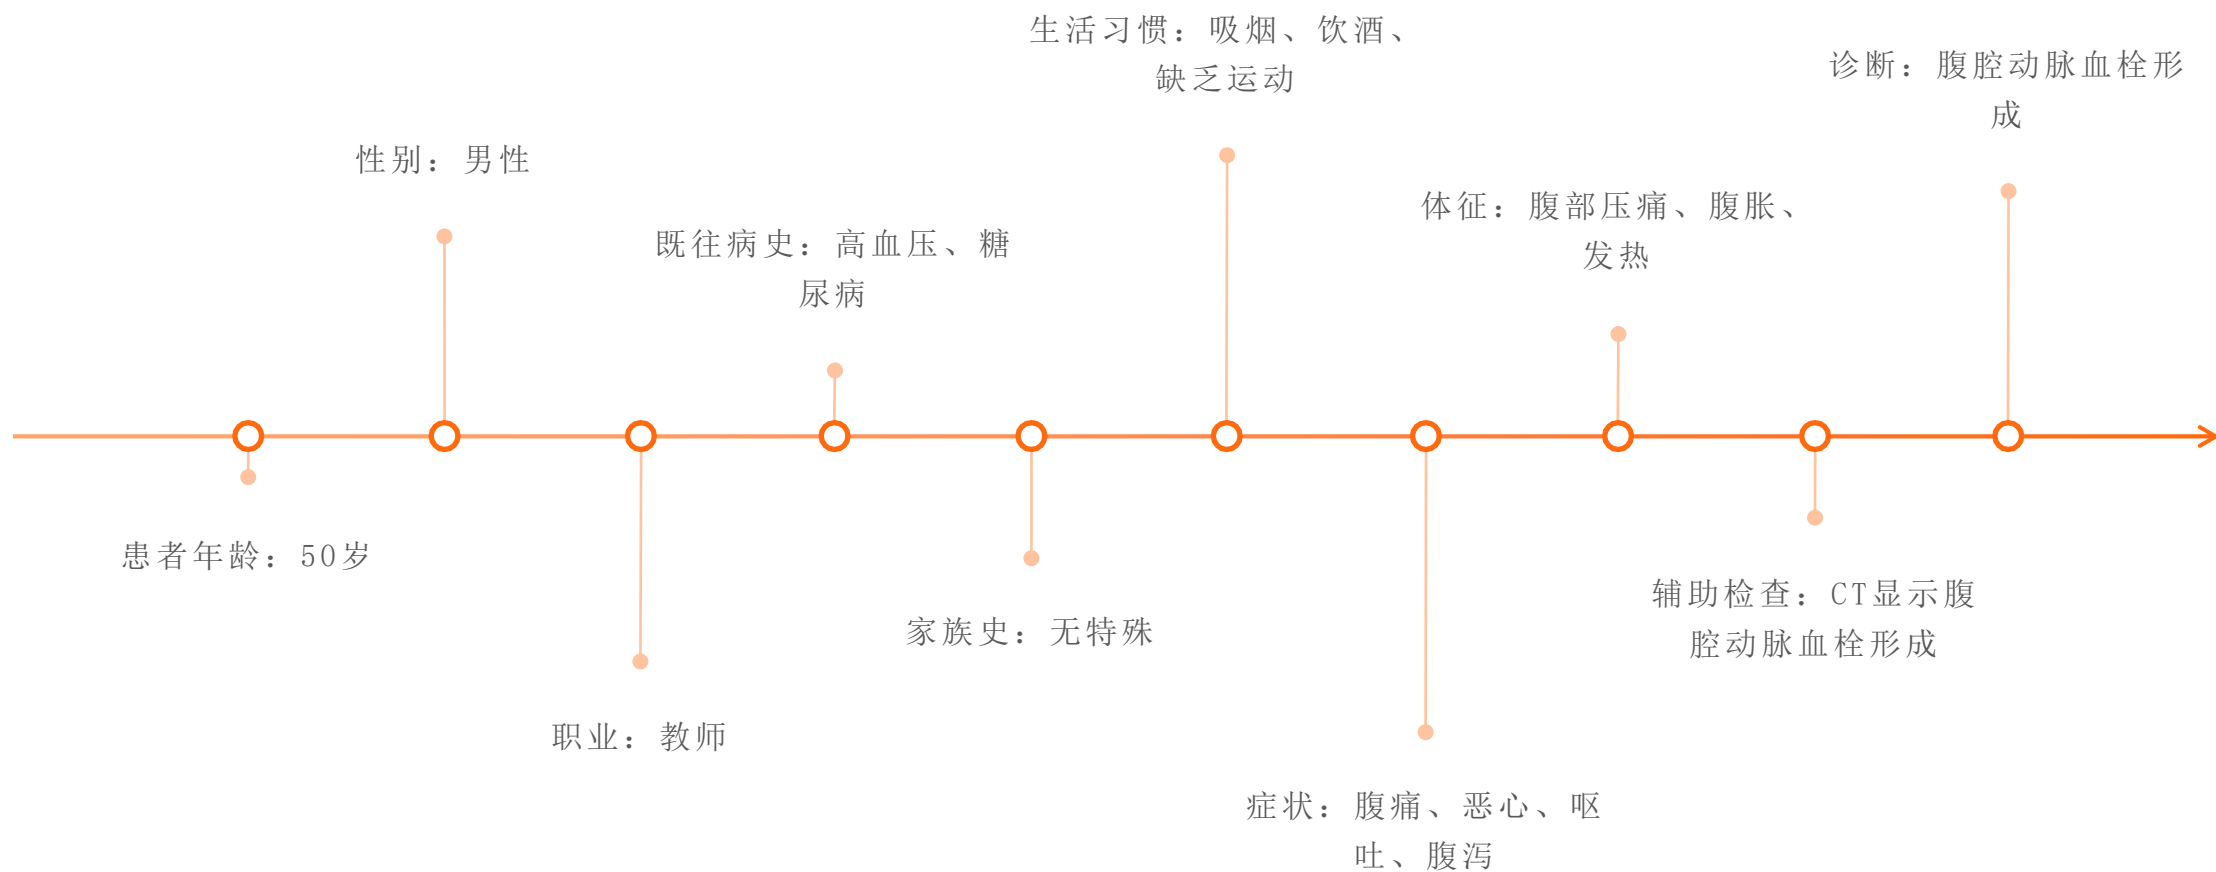 患者年龄：50岁
性别：男性
职业：教师
既往病史：高血压、糖
尿病
家族史：无特殊
生活习惯：吸烟、饮酒、
缺乏运动
症状：腹痛、恶心、呕
吐、腹泻
体征：腹部压痛、腹胀、
发热
辅助检查：CT显示腹
腔动脉血栓形成
诊断：腹腔动脉血栓形
成